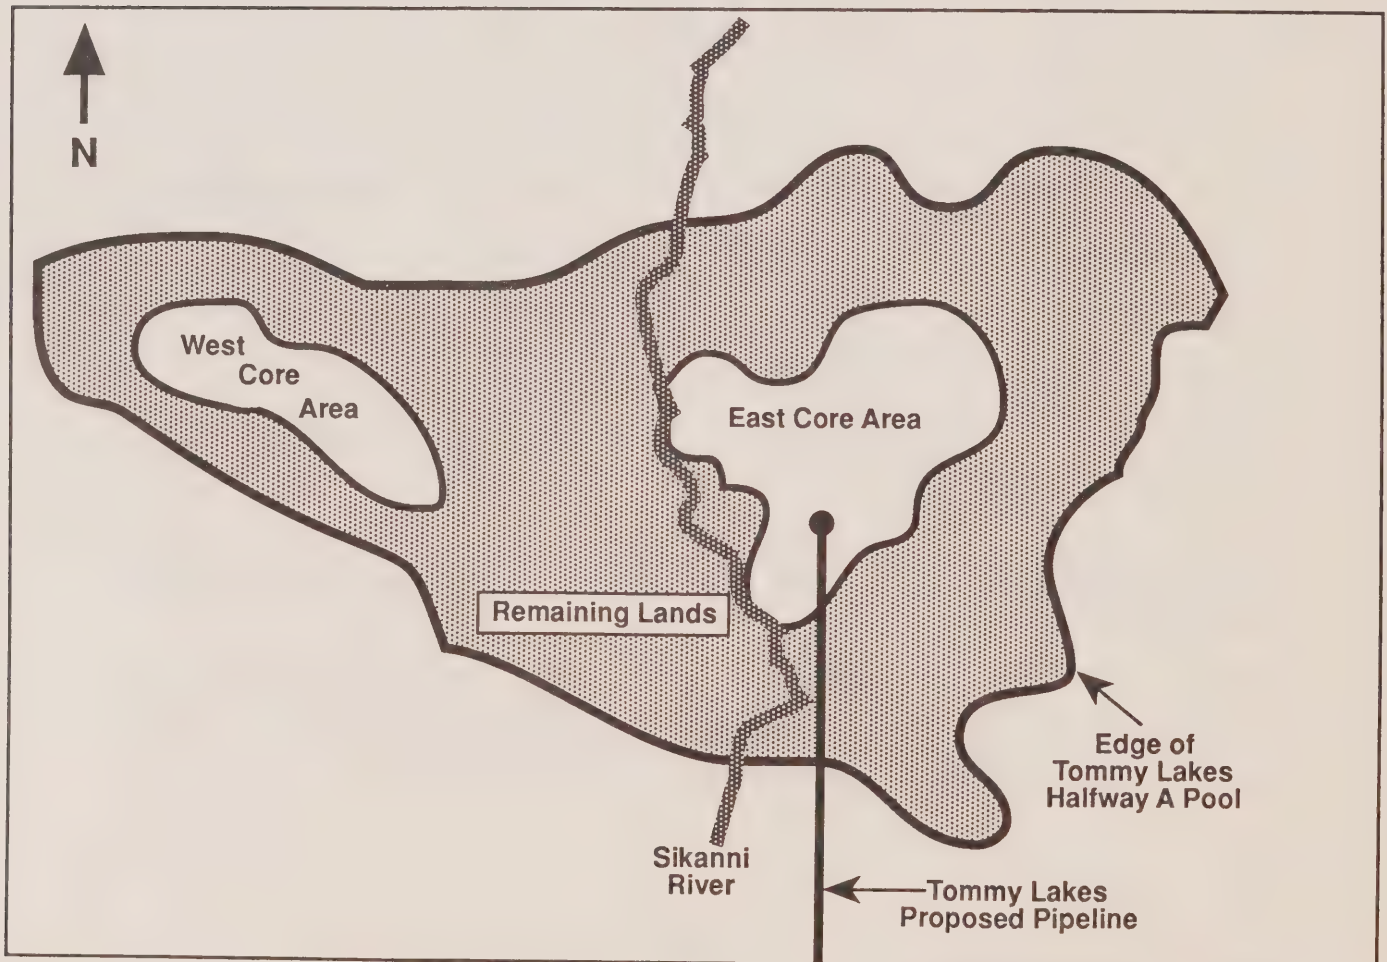 N
West
Core
Area
East Core Area
Remaining Lands
Edge of
Tommy Lakes
Halfway A Pool
Sikanni
River
Tommy Lakes
Proposed Pipeline